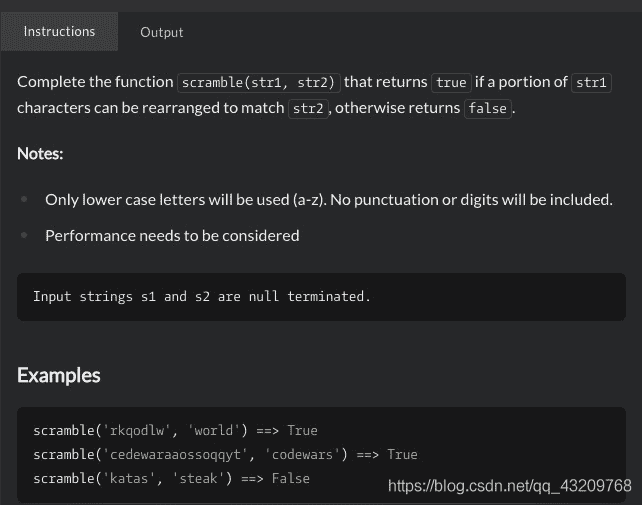 Instructions Output
Complete the function scramble(str1, str2) that returns true if a portion of str1
characters can be rearranged to match str2, otherwise returns false.
Notes:
Only lower case letters will be used (a-z). No punctuation or digits will be included.
Performance needs to be considered
Input strings s1 and s2 are null terminated.
Examples
scramble('rkqodlw', 'world') ==> True
scramble('cedewaraaossoqqyt', 'codewars') ==> True
scramble('katas', 'steak') ==> False
https://blog.csdn.net/qq_43209768